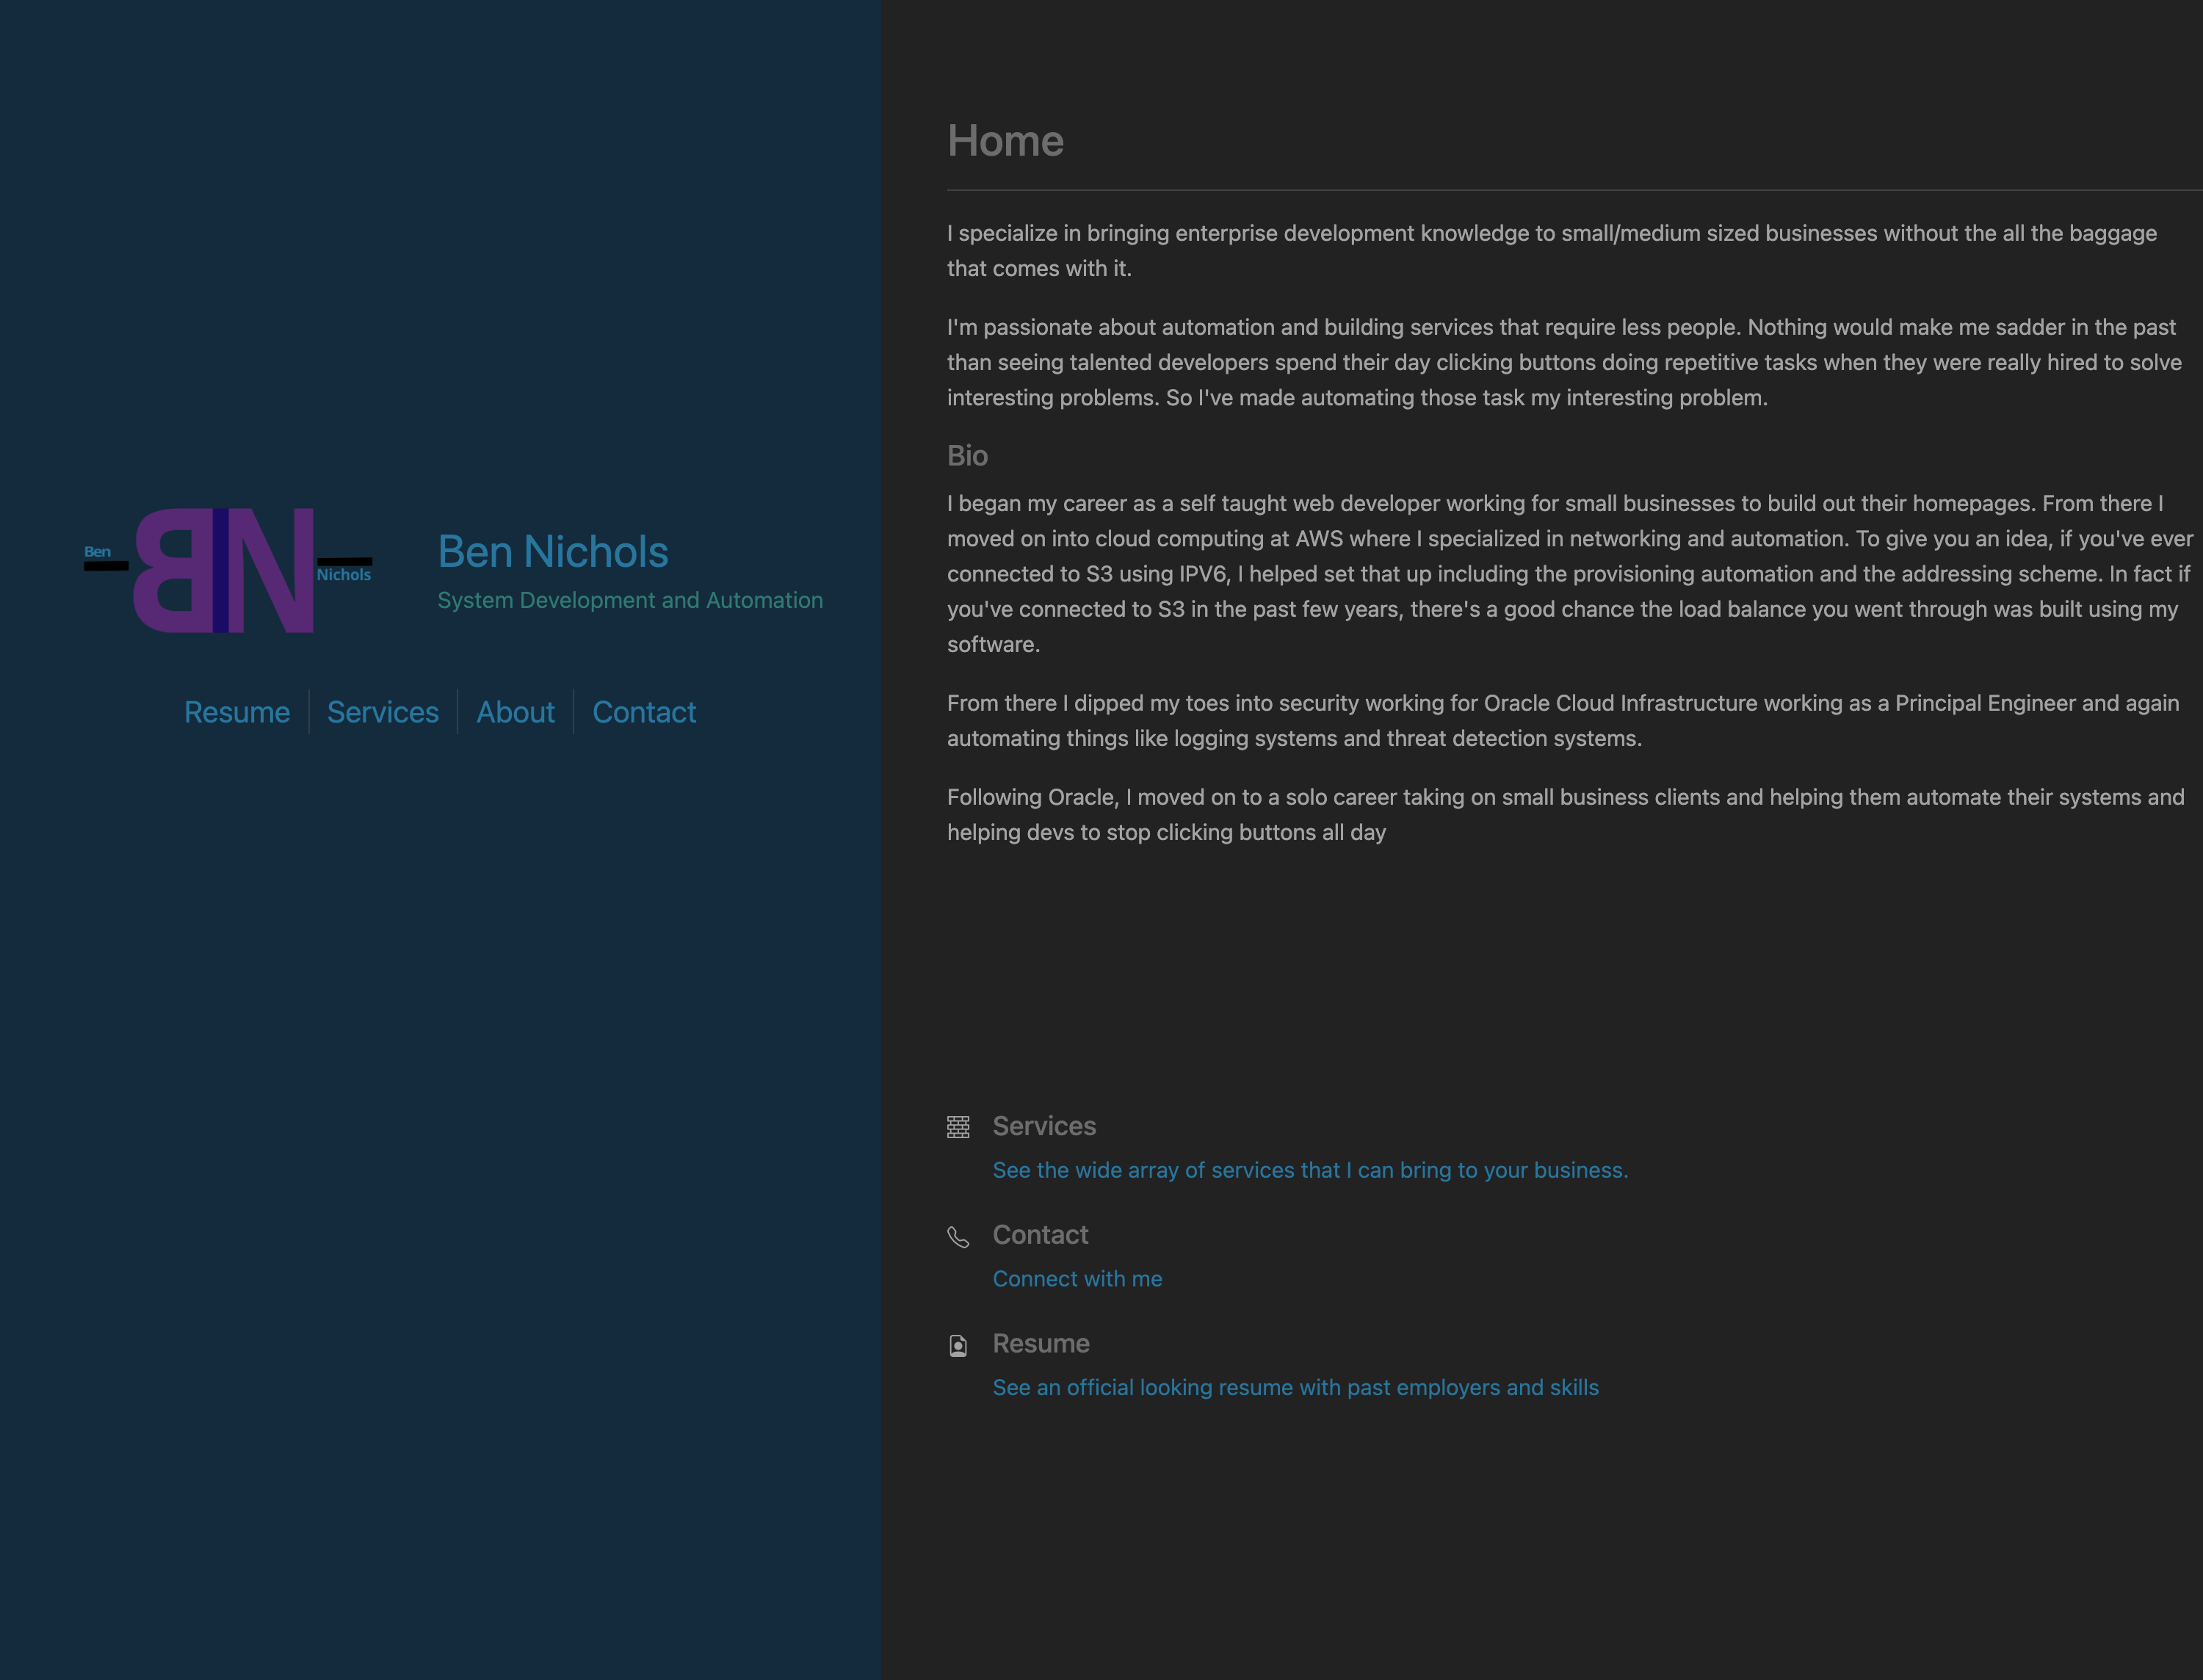 Ben
BN
Nichols
Ben Nichols
System Development and Automation
Resume
Services
About
Contact
Home
I specialize in bringing enterprise development knowledge to small/medium sized businesses without the all the baggage
that comes with it.
I'm passionate about automation and building services that require less people. Nothing would make me sadder in the past
than seeing talented developers spend their day clicking buttons doing repetitive tasks when they were really hired to solve
interesting problems. So I've made automating those task my interesting problem.
Bio
I began my career as a self taught web developer working for small businesses to build out their homepages. From there I
moved on into cloud computing at AWS where I specialized in networking and automation. To give you an idea, if you've ever
connected to S3 using IPV6, I helped set that up including the provisioning automation and the addressing scheme. In fact if
you've connected to S3 in the past few years, there's a good chance the load balance you went through was built using my
software.
From there I dipped my toes into security working for Oracle Cloud Infrastructure working as a Principal Engineer and again
automating things like logging systems and threat detection systems.
Following Oracle, I moved on to a solo career taking on small business clients and helping them automate their systems and
helping devs to stop clicking buttons all day
Services
See the wide array of services that I can bring to your business.
Contact
Connect with me
Resume
See an official looking resume with past employers and skills